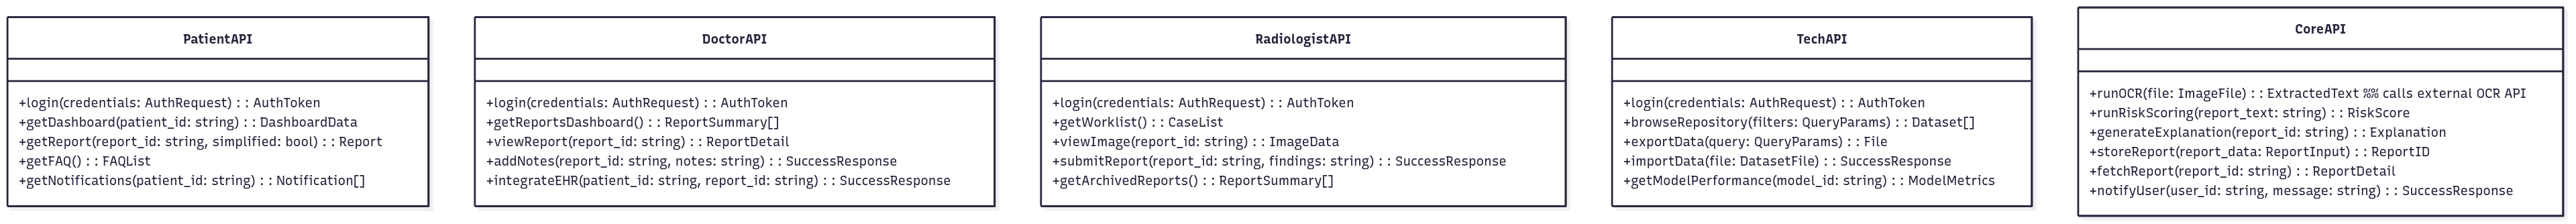 PatientAPI
+login(credentials: AuthRequest) : : AuthToken
+getDashboard(patient_id: string) : : DashboardData
+getReport(report_id: string, simplified: bool) : : Report
+getFAQ() : : FAQList
+getNotifications(patient_id: string) : : Notification[]
DoctorAPI
+login(credentials: AuthRequest) : : AuthToken
+getReportsDashboard() : : ReportSummary[]
+viewReport(report_id: string) : : ReportDetail
+addNotes(report_id: string, notes: string) : : SuccessResponse
+integrateEHR(patient_id: string, report_id: string) : : SuccessResponse
RadiologistAPI
+login(credentials: AuthRequest) : : AuthToken
+getWorklist() : : CaseList
+viewImage(report_id: string) : : ImageData
+submitReport(report_id: string, findings: string) : : SuccessResponse
+getArchivedReports() : : ReportSummary[]
TechAPI
+login(credentials: AuthRequest) : : AuthToken
+browseRepository(filters: QueryParams) : : Dataset[]
+exportData(query: QueryParams) : : File
+importData(file: DatasetFile) : : SuccessResponse
+getModelPerformance(model_id: string) : : ModelMetrics
CoreAPI
+runOCR(file: ImageFile) : : ExtractedText %% calls external OCR API
+runRiskScoring(report_text: string) : : RiskScore
+generateExplanation(report_id: string) : : Explanation
+storeReport(report_data: ReportInput) : : ReportID
+fetchReport(report_id: string) : : ReportDetail
+notifyUser(user_id: string, message: string) : : SuccessResponse